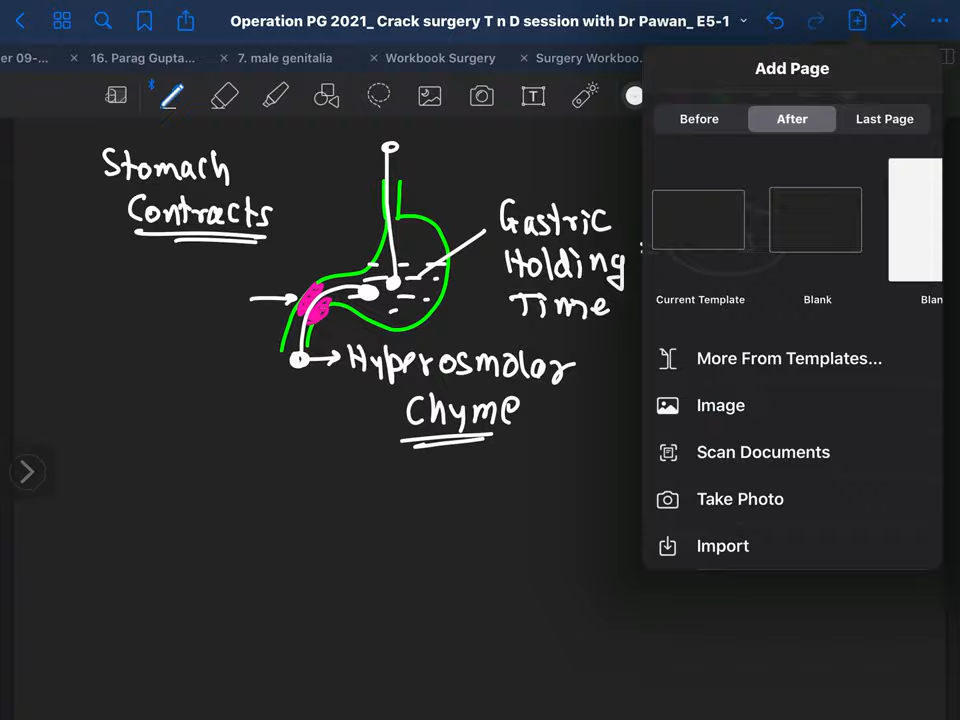 Operation PG 2021_ Crack surgery T n D session with Dr Pawan_ E5-1
er 09-...
16. Parag Gupta...
7. male genitalia
Workbook Surgery
Surgery Workboo...
Add Page
Before
After
Last Page
Current Template
Blank
Blan
More From Templates...
Image
Scan Documents
Take Photo
Import
Stomach
Contracts
Gastric
Holding
Time
Hyperosmolar
Chyme